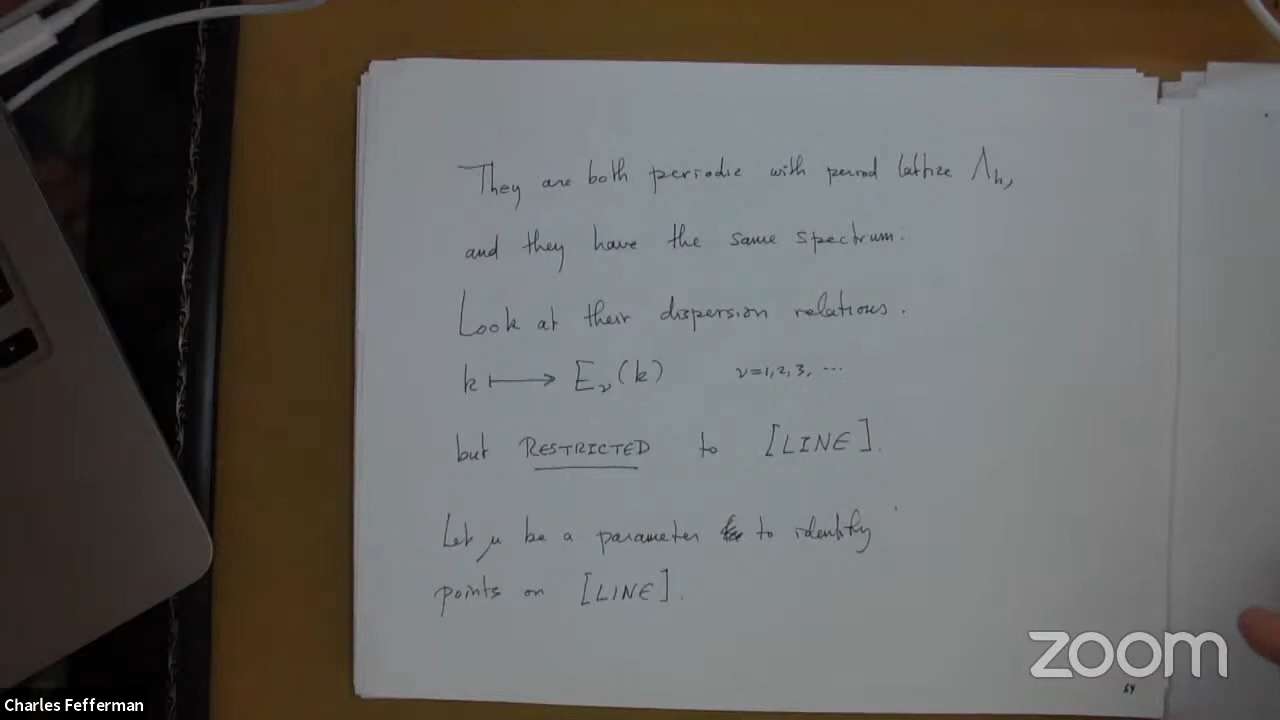 They are both periodic with period lattice Λh,
and they have the same spectrum.
Look at their dispersion relations.
k ⟼ Eν(k) ν=1,2,3, ...
but RESTRICTED to [LINE].
Let μ be a parameter to identify
points on [LINE].
zoom
64
Charles Fefferman